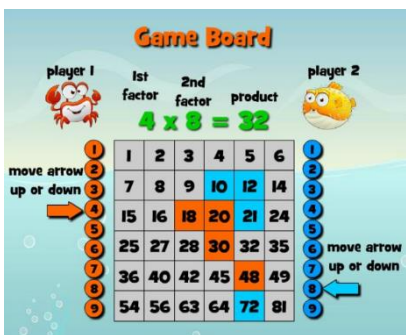 Game Board
player 1
1st factor
2nd factor
product
player 2
4 x 8 = 32
move arrow up or down
1
2
3
4
5
6
7
8
9
1 2 3 4 5 6
7 8 9 10 12 14
15 16 18 20 21 24
25 27 28 30 32 35
36 40 42 45 48 49
54 56 63 64 72 81
1
2
3
4
5
6
7
8
9
move arrow up or down